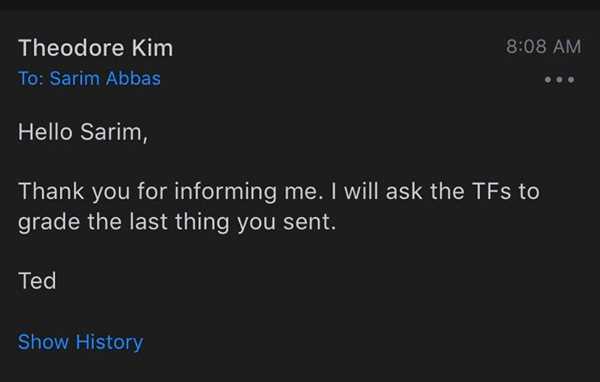 Theodore Kim
8:08 AM
To: Sarim Abbas
Hello Sarim,
Thank you for informing me. I will ask the TFs to
grade the last thing you sent.
Ted
Show History